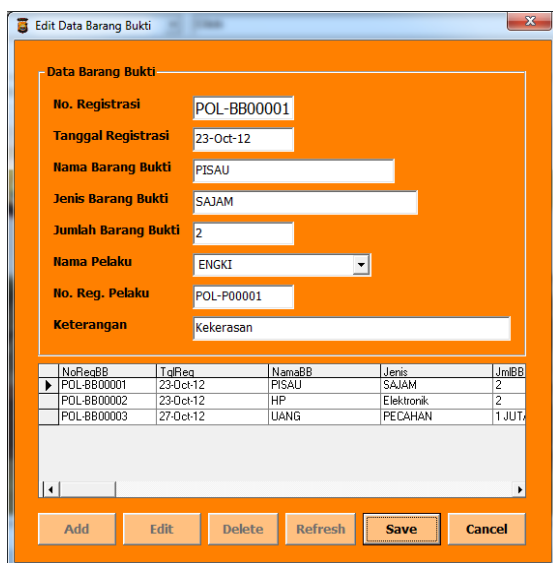 Edit Data Barang Bukti
Data Barang Bukti
No. Registrasi POL-BB00001
Tanggal Registrasi 23-Oct-12
Nama Barang Bukti PISAU
Jenis Barang Bukti SAJAM
Jumlah Barang Bukti 2
Nama Pelaku ENGKI
No. Reg. Pelaku POL-P00001
Keterangan Kekerasan
NoRegBB TglReg NamaBB Jenis JmlBB
POL-BB00001 23-Oct-12 PISAU SAJAM 2
POL-BB00002 23-Oct-12 HP Elektronik 2
POL-BB00003 27-Oct-12 UANG PECAHAN 1 JUTA
Add Edit Delete Refresh Save Cancel